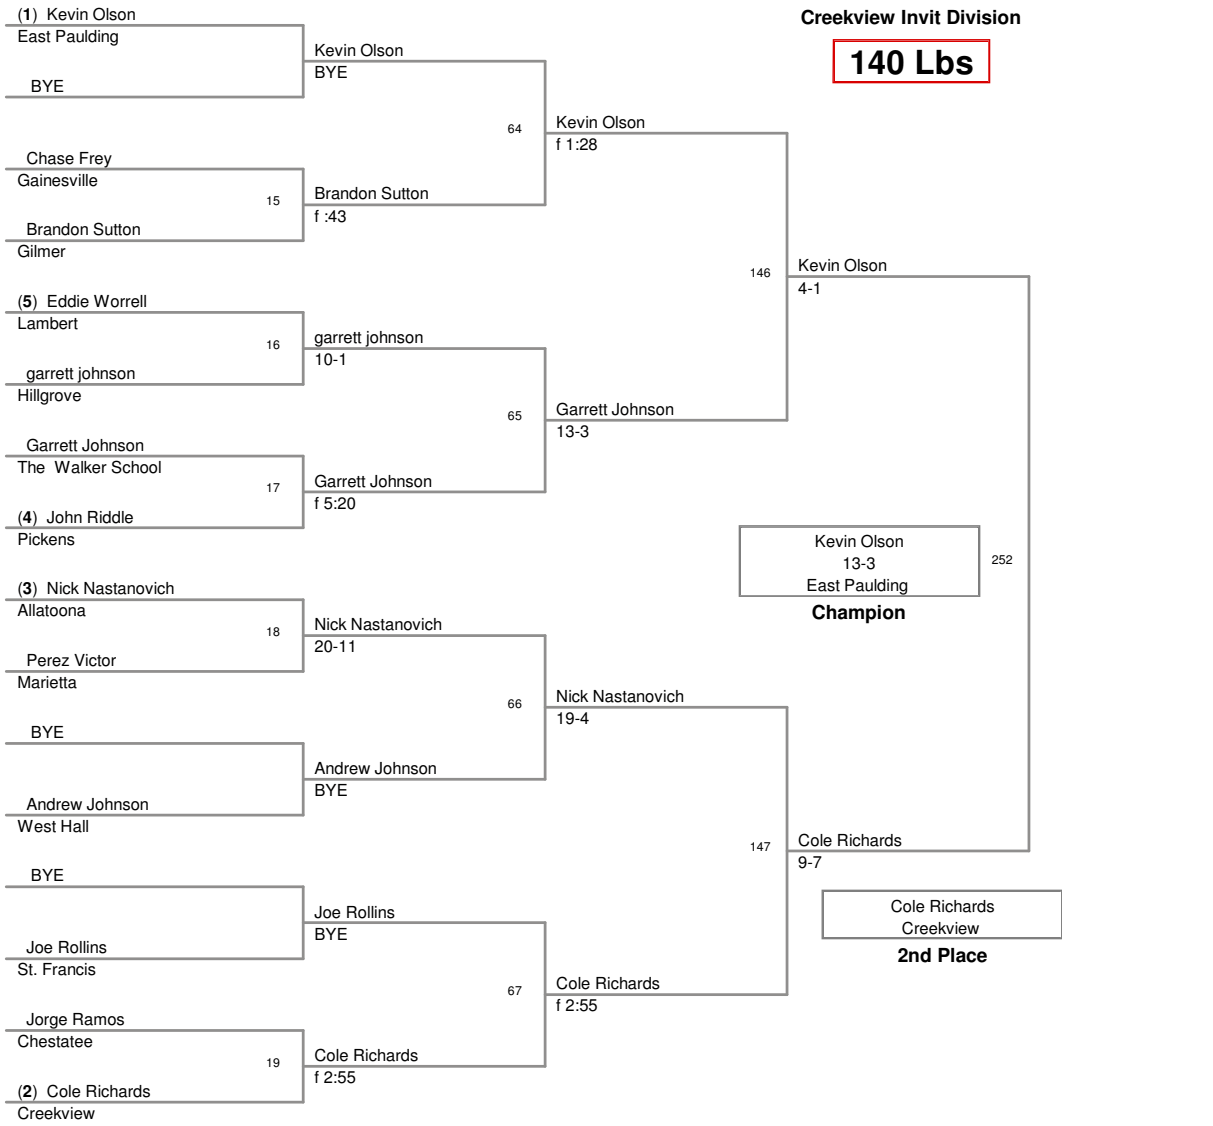 Creekview Invit Division
140 Lbs
(1) Kevin Olson
East Paulding
BYE
Chase Frey
Gainesville
15
Brandon Sutton
Gilmer
(5) Eddie Worrell
Lambert
16
garrett johnson
Hillgrove
Garrett Johnson
The Walker School
17
(4) John Riddle
Pickens
(3) Nick Nastanovich
Allatoona
18
Perez Victor
Marietta
BYE
Andrew Johnson
West Hall
BYE
Joe Rollins
St. Francis
Jorge Ramos
Chestatee
19
(2) Cole Richards
Creekview
Kevin Olson
BYE
64
Brandon Sutton
f :43
garrett johnson
10-1
65
Garrett Johnson
f 5:20
Nick Nastanovich
20-11
66
Andrew Johnson
BYE
Joe Rollins
BYE
67
Cole Richards
f 2:55
Kevin Olson
f 1:28
146
Garrett Johnson
13-3
Nick Nastanovich
19-4
147
Cole Richards
f 2:55
Kevin Olson
4-1
252
Cole Richards
9-7
Kevin Olson
13-3
East Paulding
Champion
Cole Richards
Creekview
2nd Place